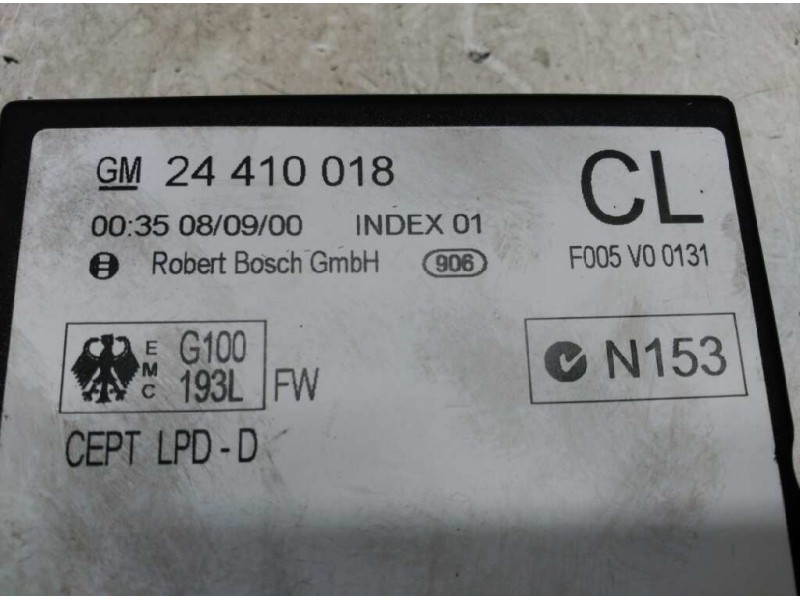 GM 24 410 018
CL
00:35 08/09/00 INDEX 01
F005 V0 0131
Robert Bosch GmbH 906
EMC G100 193L FW
N153
CEPT LPD - D